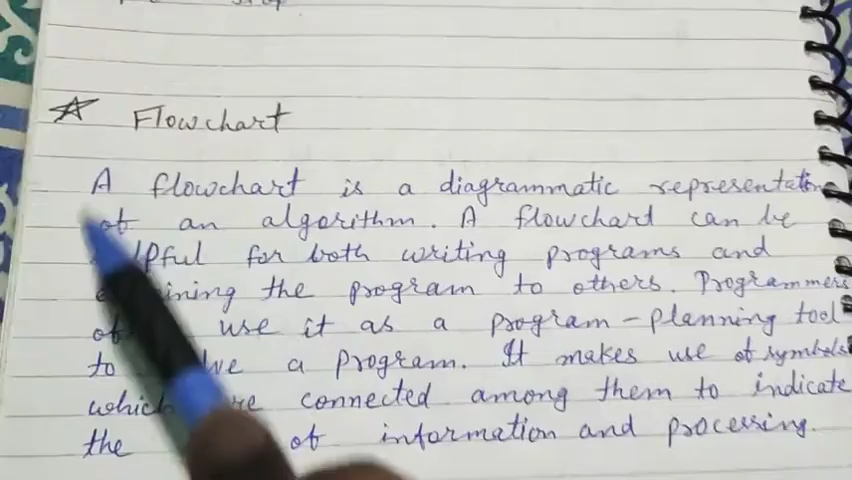 Flowchart
A flowchart is a diagrammatic representation
of an algorithm. A flowchart can be
helpful for both writing programs and
the program to others. Programmers
use it as a program-planning tool
to a program. It makes use of symbols
which are connected among them to indicate
the of information and processing.